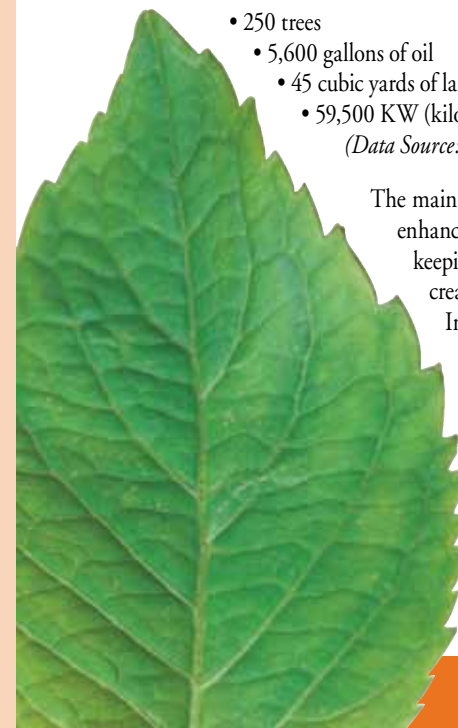 • 250 trees
• 5,600 gallons of oil
• 45 cubic yards of la
• 59,500 KW (kilo
(Data Source:
The main
enhanc
keepi
crea
In